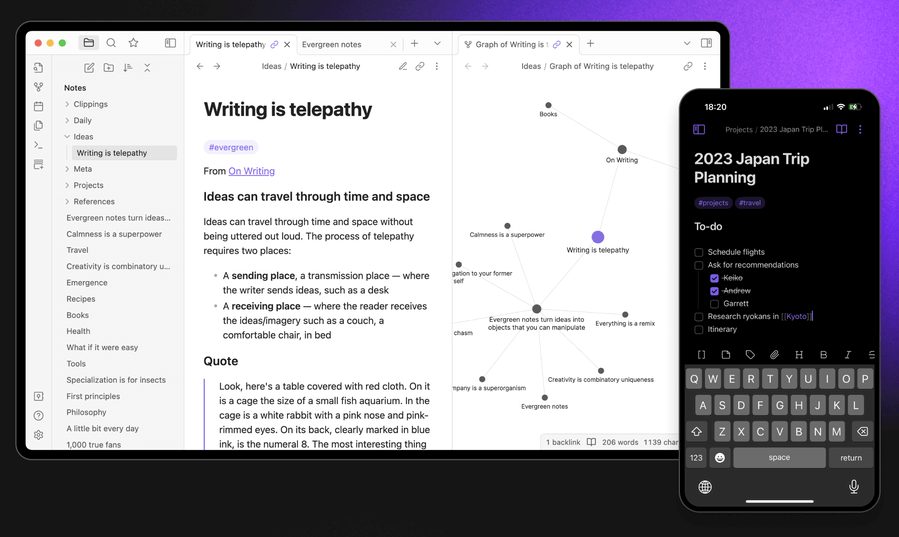 Writing is telepathy
Evergreen notes
Graph of Writing is t
Ideas / Writing is telepathy
Ideas / Graph of Writing is telepathy
Notes
Clippings
Daily
Ideas
Writing is telepathy
Meta
Projects
References
Evergreen notes turn ideas...
Calmness is a superpower
Travel
Creativity is combinatory u...
Emergence
Recipes
Books
Health
What if it were easy
Tools
Specialization is for insects
First principles
Philosophy
A little bit every day
1,000 true fans
Writing is telepathy
#evergreen
From On Writing
Ideas can travel through time and space
Ideas can travel through time and space without
being uttered out loud. The process of telepathy
requires two places:
• A sending place, a transmission place — where
the writer sends ideas, such as a desk
• A receiving place — where the reader receives
the ideas/imagery such as a couch, a
comfortable chair, in bed
Quote
Look, here's a table covered with red cloth. On it
is a cage the size of a small fish aquarium. In the
cage is a white rabbit with a pink nose and pink-
rimmed eyes. On its back, clearly marked in blue
ink, is the numeral 8. The most interesting thing
Books
On Writing
Calmness is a superpower
Writing is telepathy
gation to your former
self
Evergreen notes turn ideas into
objects that you can manipulate
Everything is a remix
chasm
Creativity is combinatory uniqueness
mpany is a superorganism
Evergreen notes
1 backlink
206 words
1139 char
18:20
Projects / 2023 Japan Trip Pl...
2023 Japan Trip
Planning
#projects #travel
To-do
Schedule flights
Ask for recommendations
Keiko
Andrew
Garrett
Research ryokans in [[Kyoto]]
Itinerary
[] H B I S
Q W E R T Y U I O P
A S D F G H J K L
Z X C V B N M
123 space return